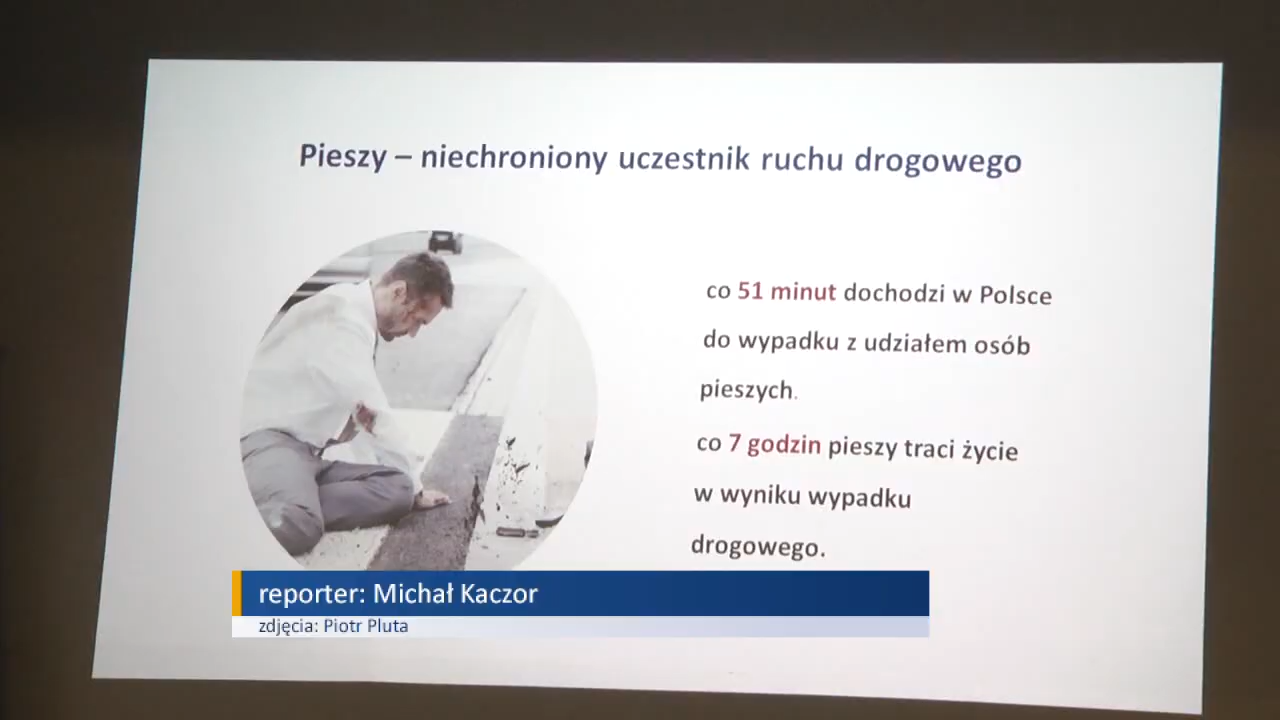 Pieszy – niechroniony uczestnik ruchu drogowego
co 51 minut dochodzi w Polsce
do wypadku z udziałem osób
pieszych.
co 7 godzin pieszy traci życie
w wyniku wypadku
drogowego.
reporter: Michał Kaczor
zdjęcia: Piotr Pluta